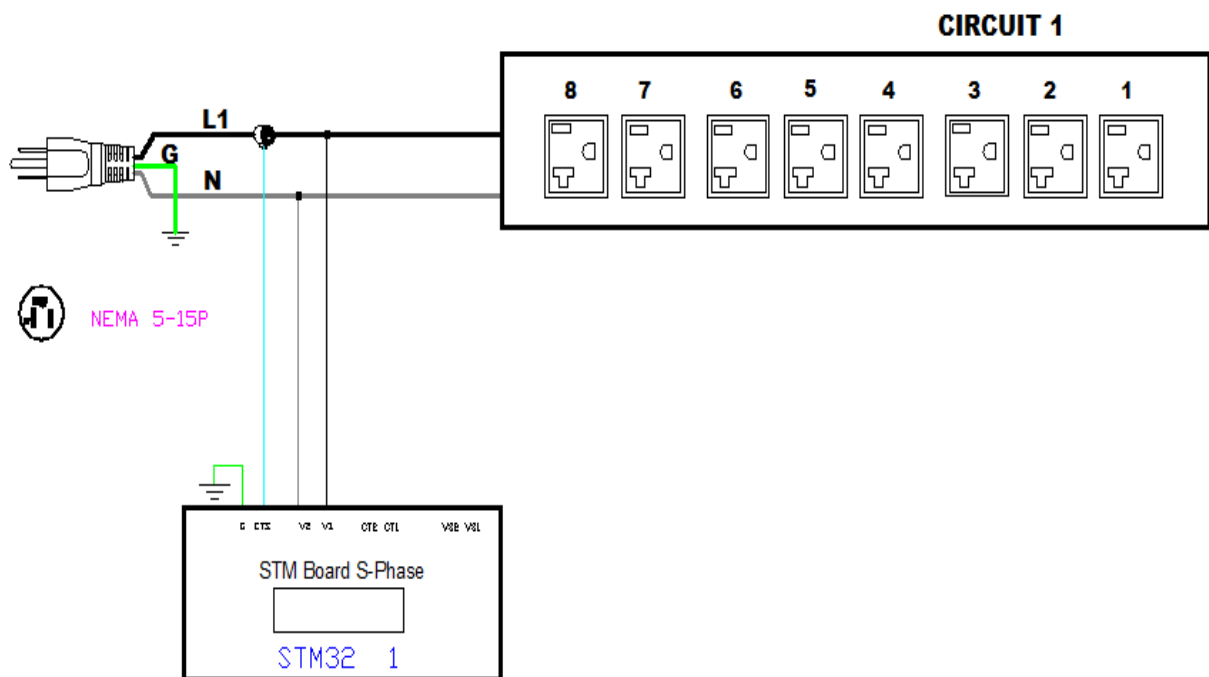 CIRCUIT 1
8 7 6 5 4 3 2 1
L1
G
N
NEMA 5-15P
G CT3 V2 V1 CT2 CT1 VS2 VS1
STM Board S-Phase
STM32 1